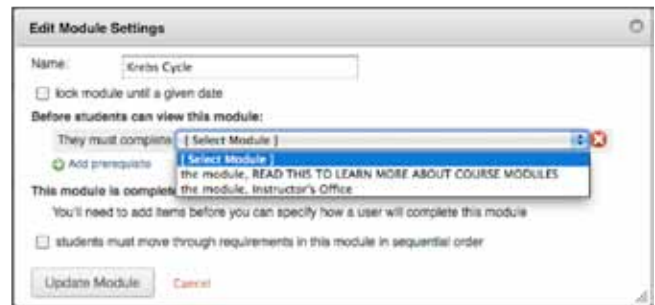 Edit Module Settings
Name: Krebs Cycle
lock module until a given date
Before students can view this module:
They must complete [ Select Module ]
[ Select Module ]
Add prerequisite
the module, READ THIS TO LEARN MORE ABOUT COURSE MODULES
This module is complete the module, Instructor's Office
You'll need to add items before you can specify how a user will complete this module
students must move through requirements in this module in sequential order
Update Module Cancel